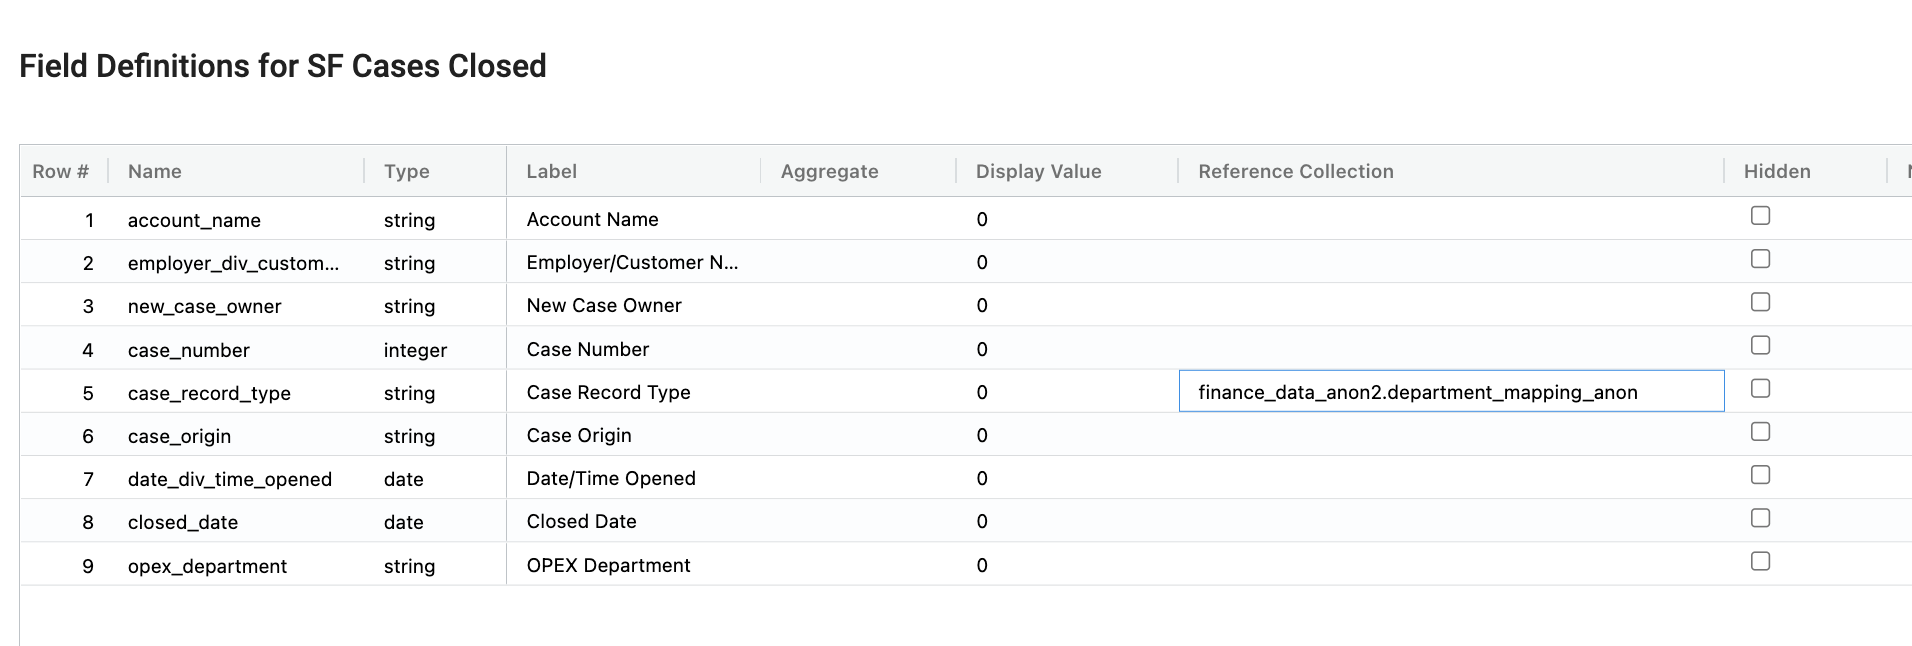 Field Definitions for SF Cases Closed
Row # Name Type Label Aggregate Display Value Reference Collection Hidden
1 account_name string Account Name 0
2 employer_div_custom... string Employer/Customer N... 0
3 new_case_owner string New Case Owner 0
4 case_number integer Case Number 0
5 case_record_type string Case Record Type 0 finance_data_anon2.department_mapping_anon
6 case_origin string Case Origin 0
7 date_div_time_opened date Date/Time Opened 0
8 closed_date date Closed Date 0
9 opex_department string OPEX Department 0